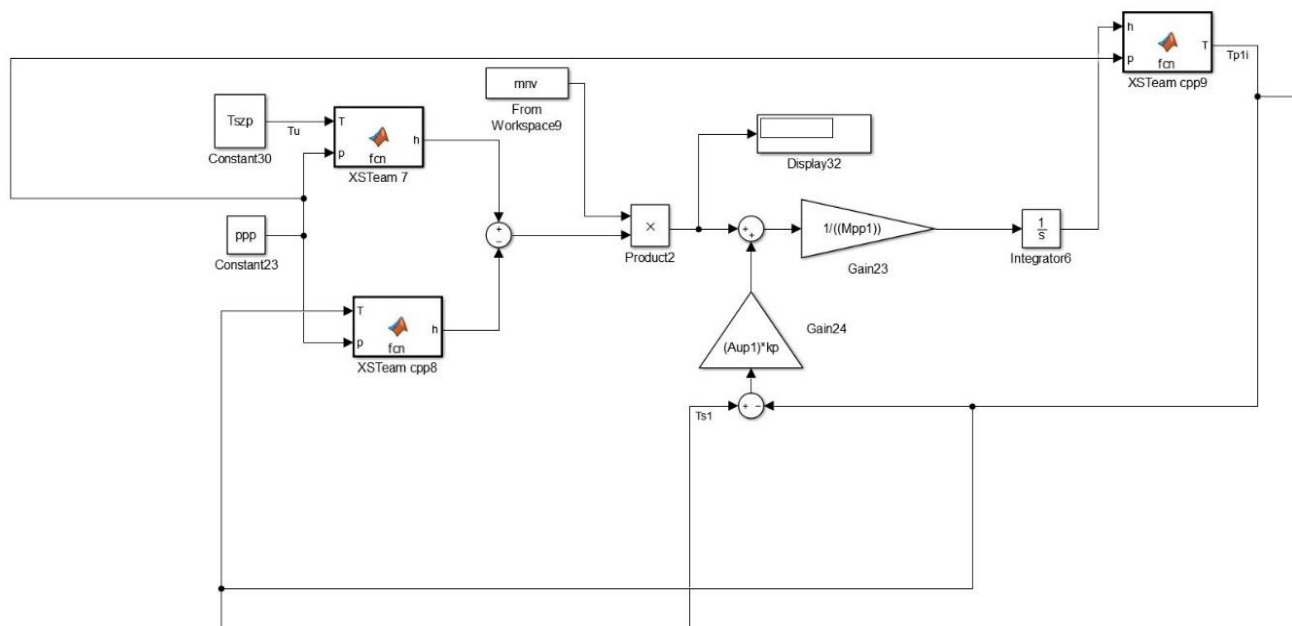 h
p
fcn
T
XSTeam cpp9
Tp1i
mnv
From
Workspace9
Tszp
Constant30
Tu
T
p
fcn
h
XSTeam 7
Display32
ppp
Constant23
+
−
×
Product2
+
+
1/((Mpp1))
Gain23
1
s
Integrator6
T
p
fcn
h
XSTeam cpp8
(Aup1)*kp
Gain24
Ts1
+
−